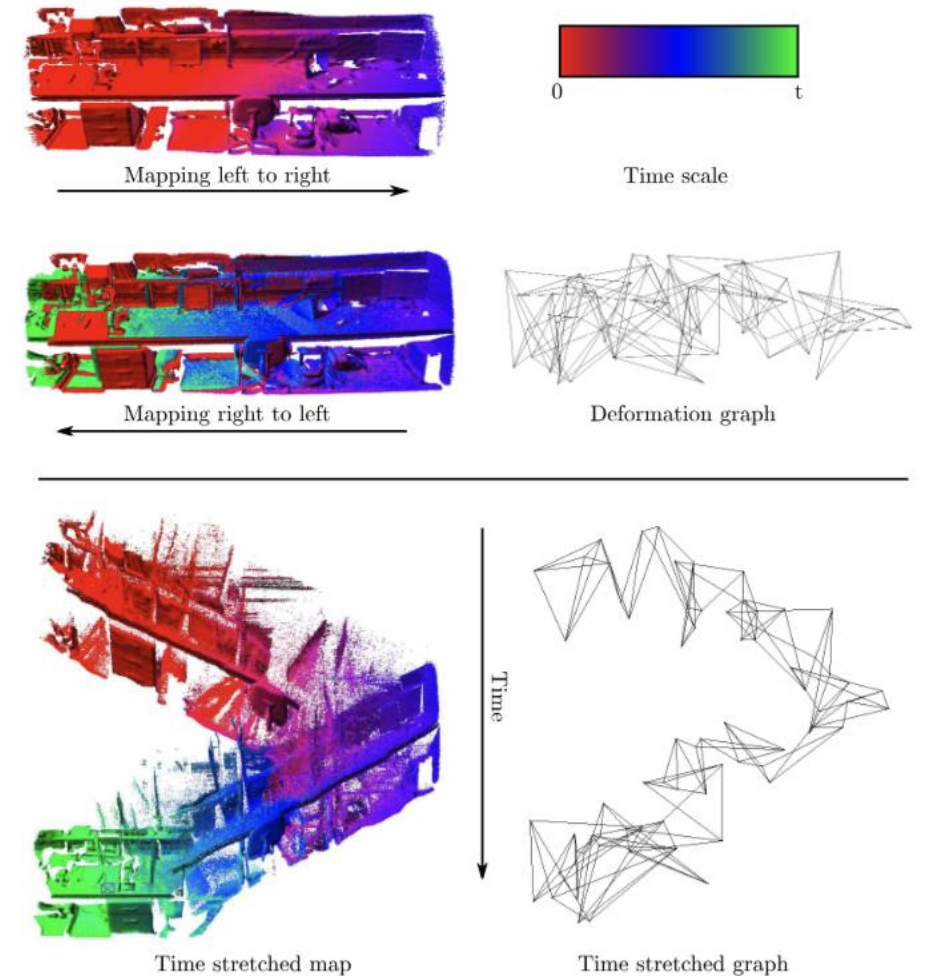 0
t
Mapping left to right
Time scale
Mapping right to left
Deformation graph
Time
Time stretched map
Time stretched graph